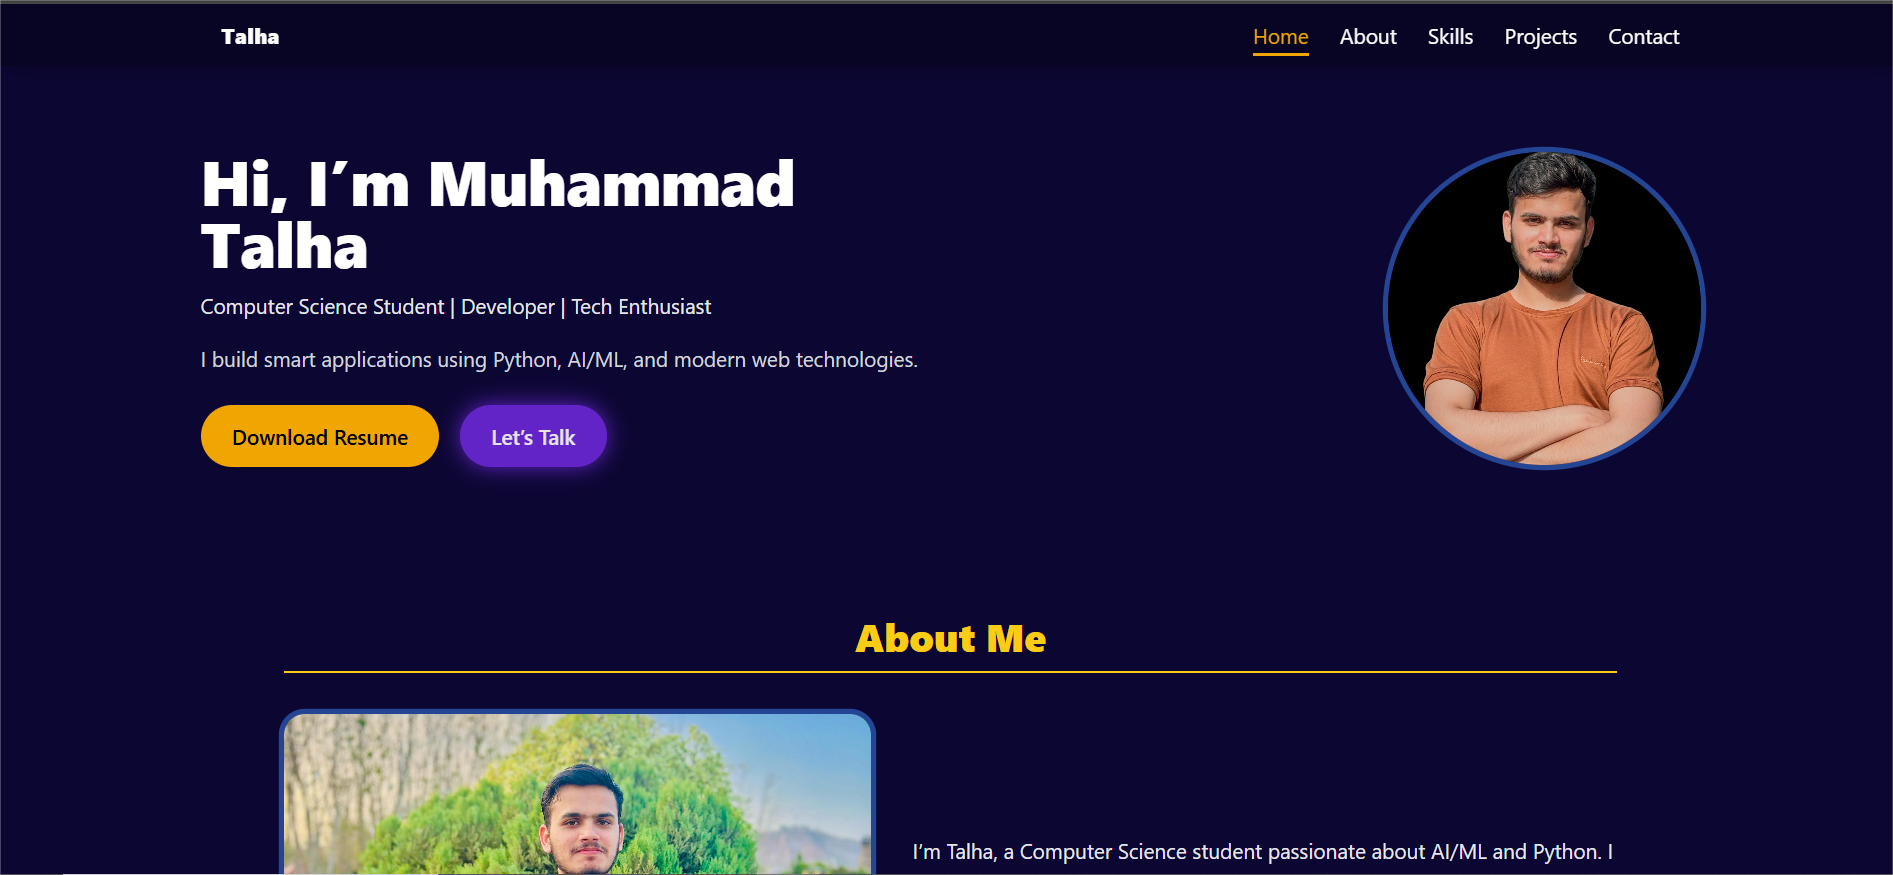 Talha
Home About Skills Projects Contact
Hi, I’m Muhammad
Talha
Computer Science Student | Developer | Tech Enthusiast
I build smart applications using Python, AI/ML, and modern web technologies.
Download Resume
Let’s Talk
About Me
I’m Talha, a Computer Science student passionate about AI/ML and Python. I